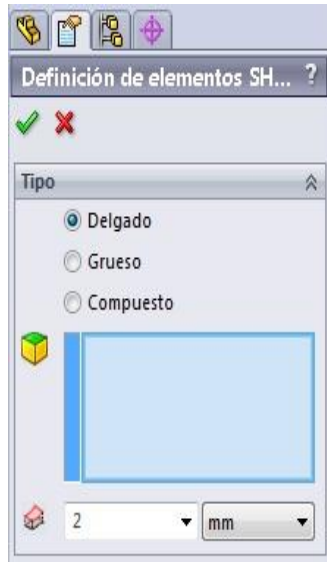 Definición de elementos SH... ?
Tipo
Delgado
Grueso
Compuesto
2 mm